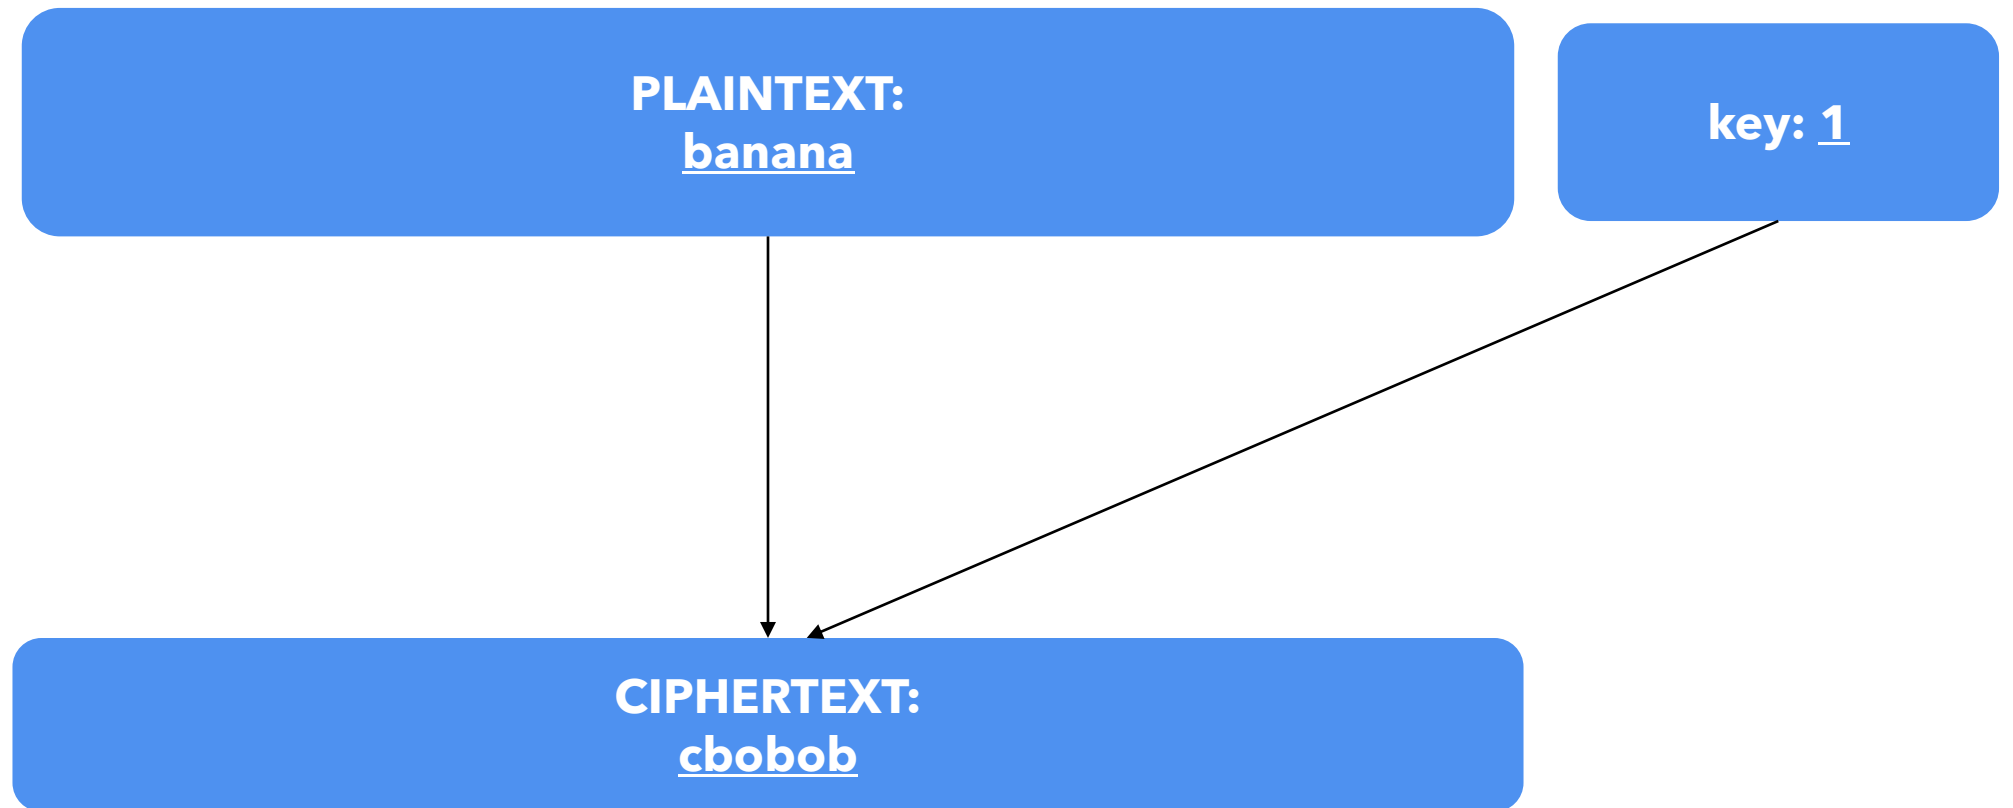 PLAINTEXT:
banana
key: 1
CIPHERTEXT:
cbobob